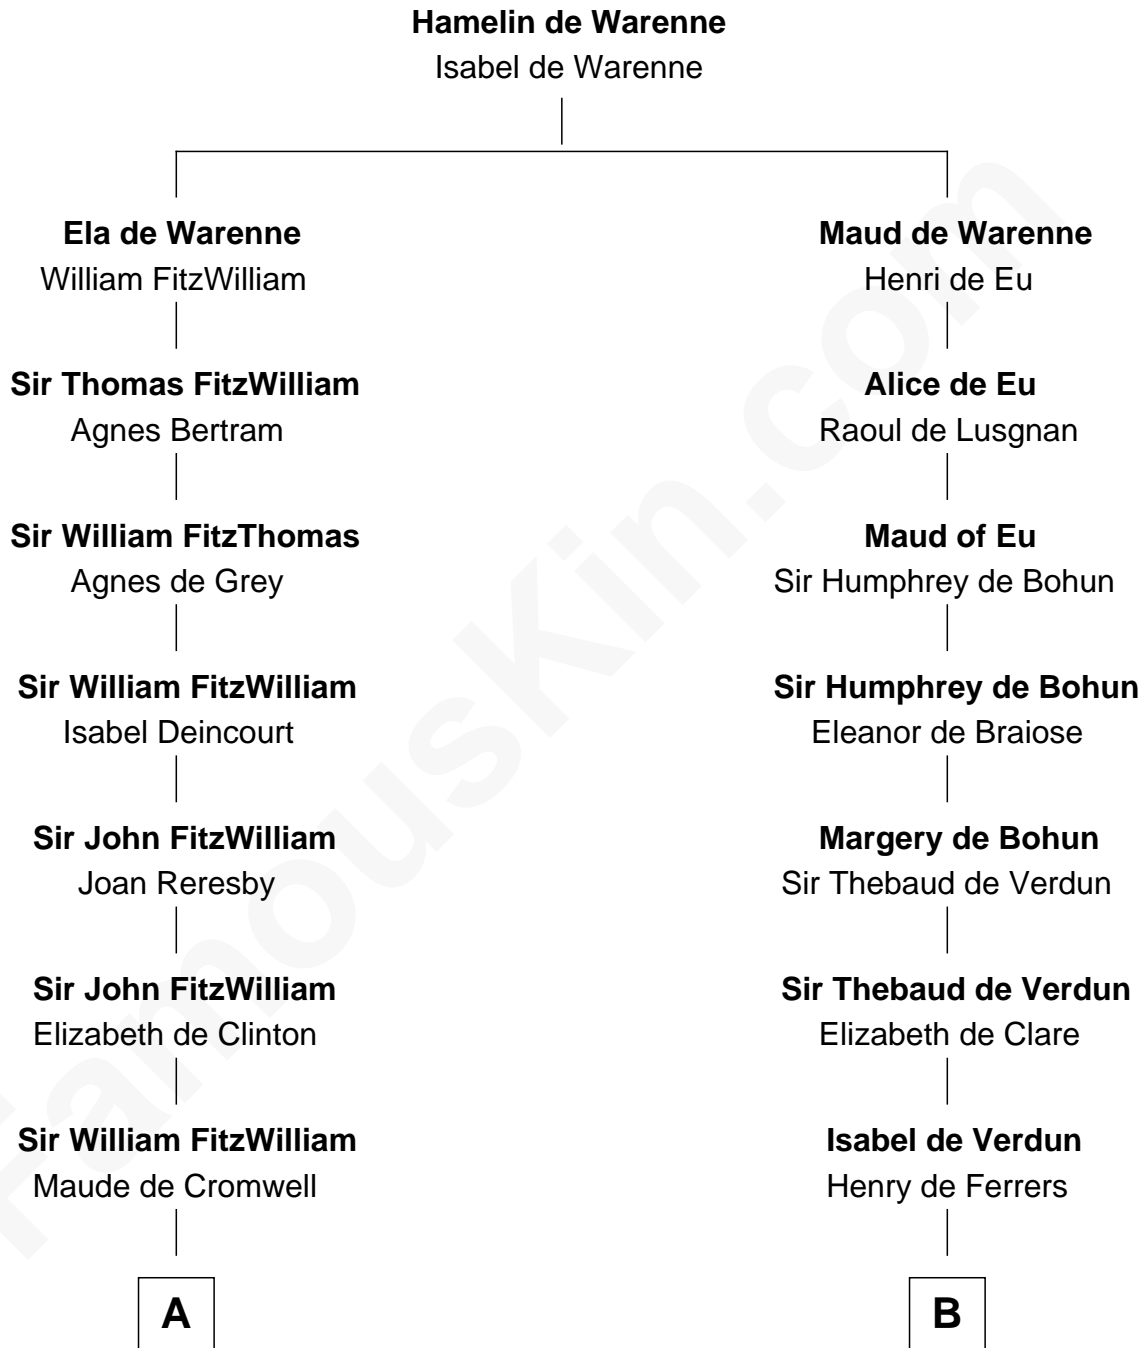 Hamelin de Warenne
Isabel de Warenne
Ela de Warenne
William FitzWilliam
Maud de Warenne
Henri de Eu
Sir Thomas FitzWilliam
Agnes Bertram
Alice de Eu
Raoul de Lusgnan
Sir William FitzThomas
Agnes de Grey
Maud of Eu
Sir Humphrey de Bohun
Sir William FitzWilliam
Isabel Deincourt
Sir Humphrey de Bohun
Eleanor de Braiose
Sir John FitzWilliam
Joan Reresby
Margery de Bohun
Sir Thebaud de Verdun
Sir John FitzWilliam
Elizabeth de Clinton
Sir Thebaud de Verdun
Elizabeth de Clare
Sir William FitzWilliam
Maude de Cromwell
Isabel de Verdun
Henry de Ferrers
A
B
FamousKin.com